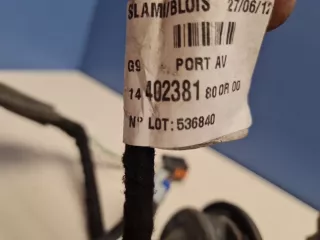 SLAMI/BLOIS 27/06/12
G9 PORT AV
14 402381 80 0R 00
Nº LOT: 536840